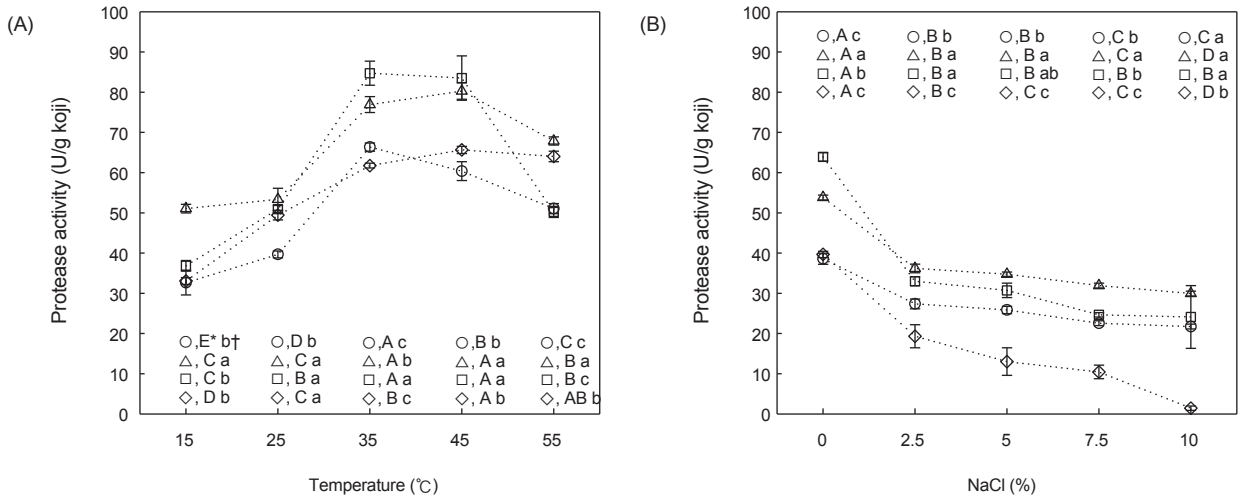 (A)
Protease activity (U/g koji)
100
90
80
70
60
50
40
30
20
10
0
○,E* b† ○,D b ○,A c ○,B b ○,C c
△, C a △, C a △, A b △, A b △, B a
□, C b □, B a □, A a □, A a □, B c
◇, D b ◇, C a ◇, B c ◇, A b ◇, AB b
15 25 35 45 55
Temperature (℃)
(B)
Protease activity (U/g koji)
100
90
80
70
60
50
40
30
20
10
0
○,A c ○,B b ○,B b ○,C b ○,C a
△, A a △, B a △, B a △, C a △, D a
□, A b □, B a □, B ab □, B b □, B a
◇, A c ◇, B c ◇, C c ◇, C c ◇, D b
0 2.5 5 7.5 10
NaCl (%)